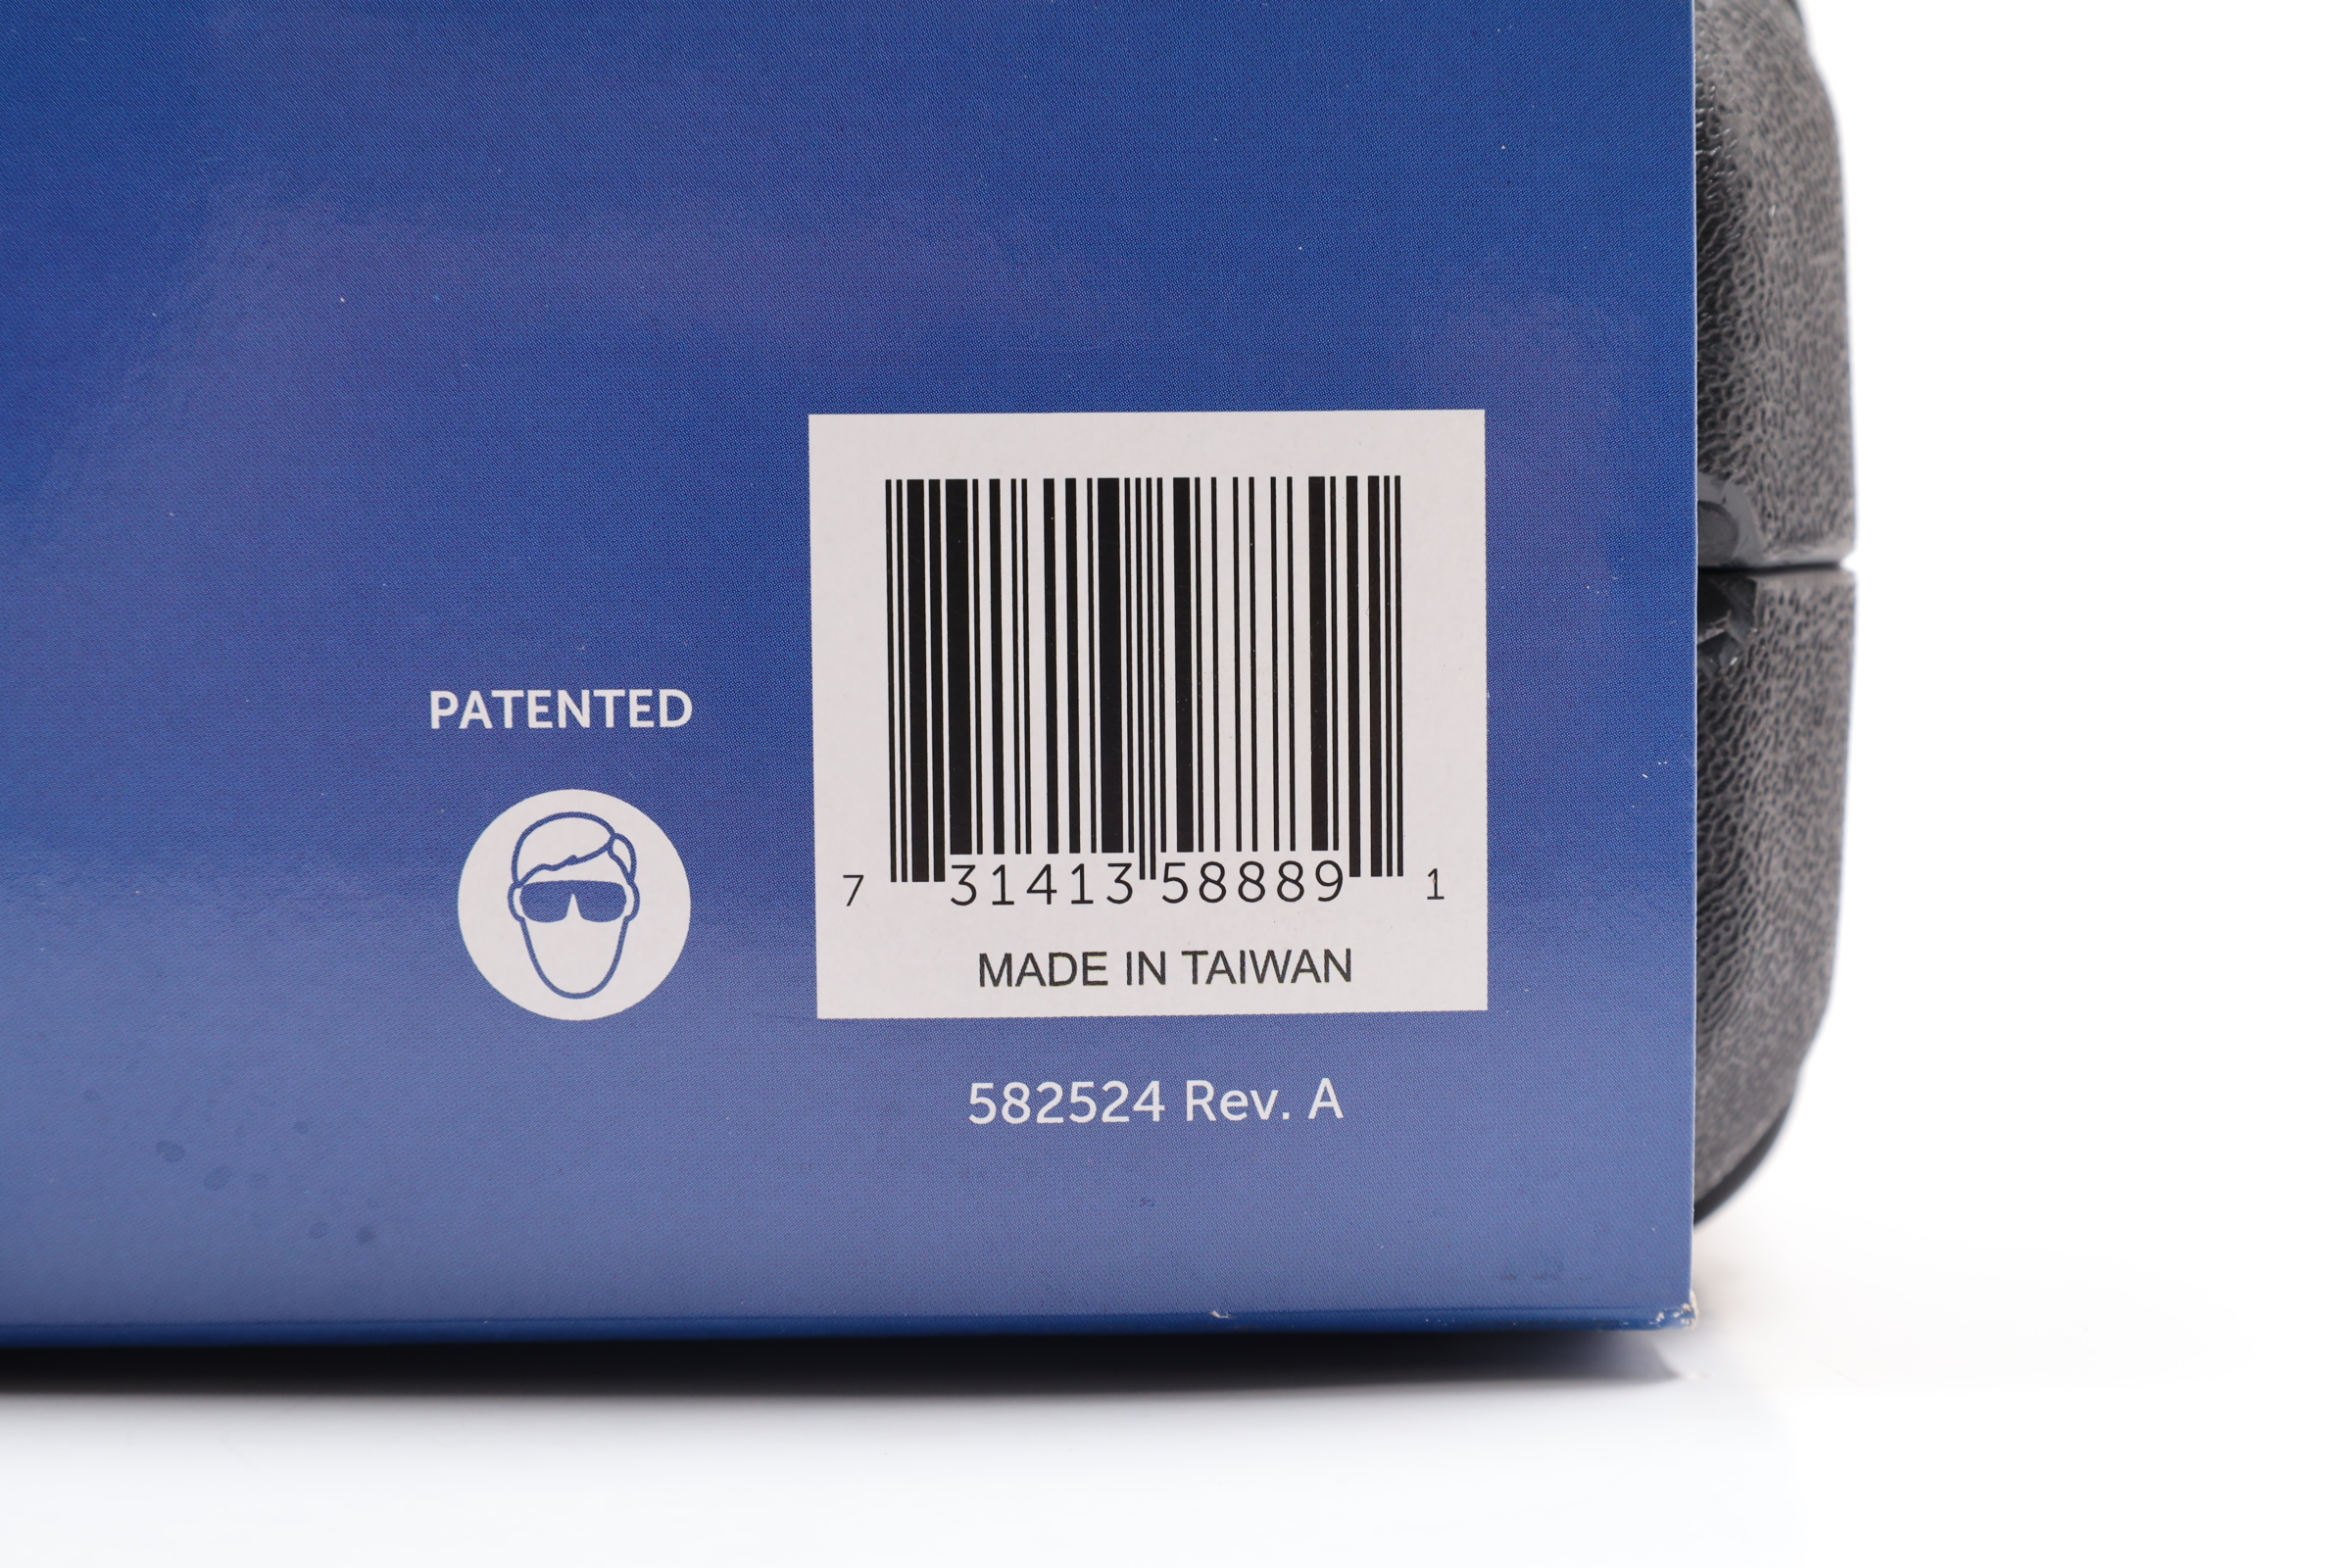 PATENTED
7 31413 58889 1
MADE IN TAIWAN
582524 Rev. A